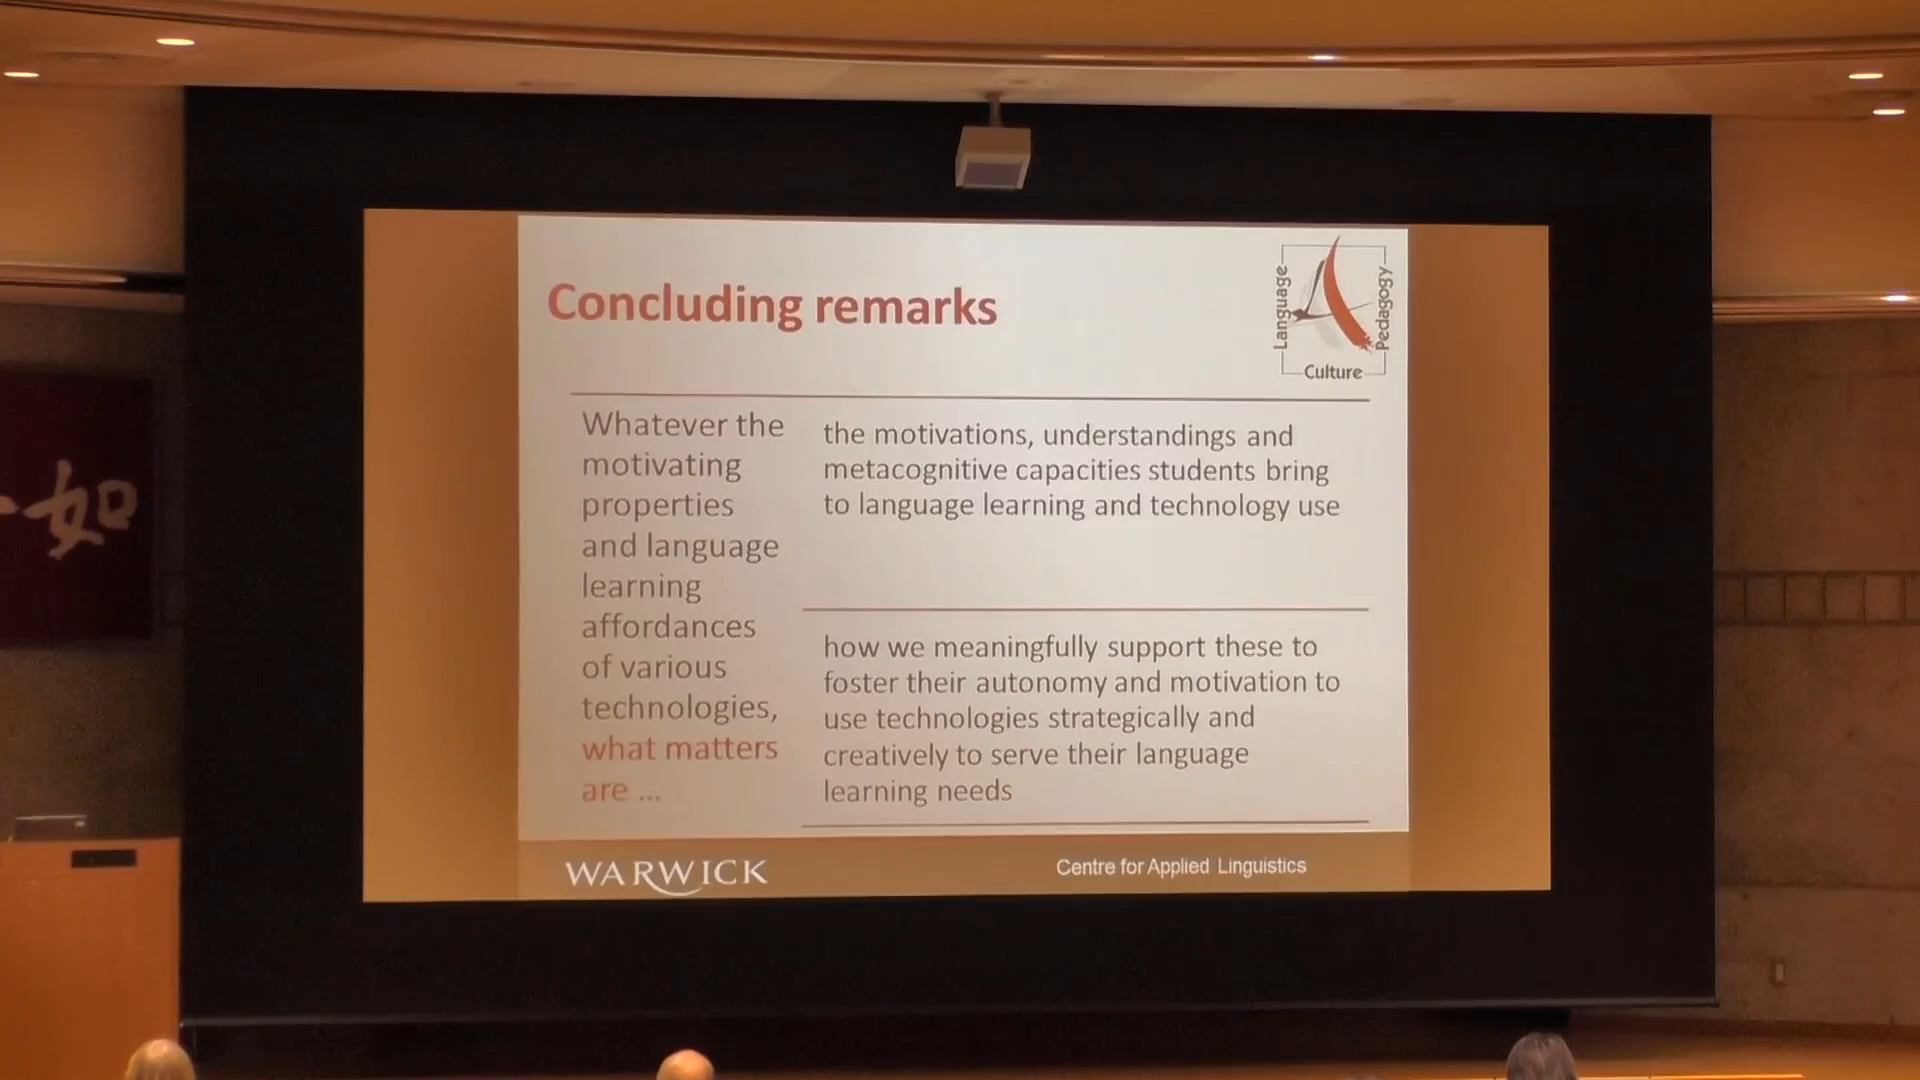 Concluding remarks
Language
Pedagogy
Culture
Whatever the
motivating
properties
and language
learning
affordances
of various
technologies,
what matters
are ...
the motivations, understandings and
metacognitive capacities students bring
to language learning and technology use
how we meaningfully support these to
foster their autonomy and motivation to
use technologies strategically and
creatively to serve their language
learning needs
WARWICK
Centre for Applied Linguistics
如